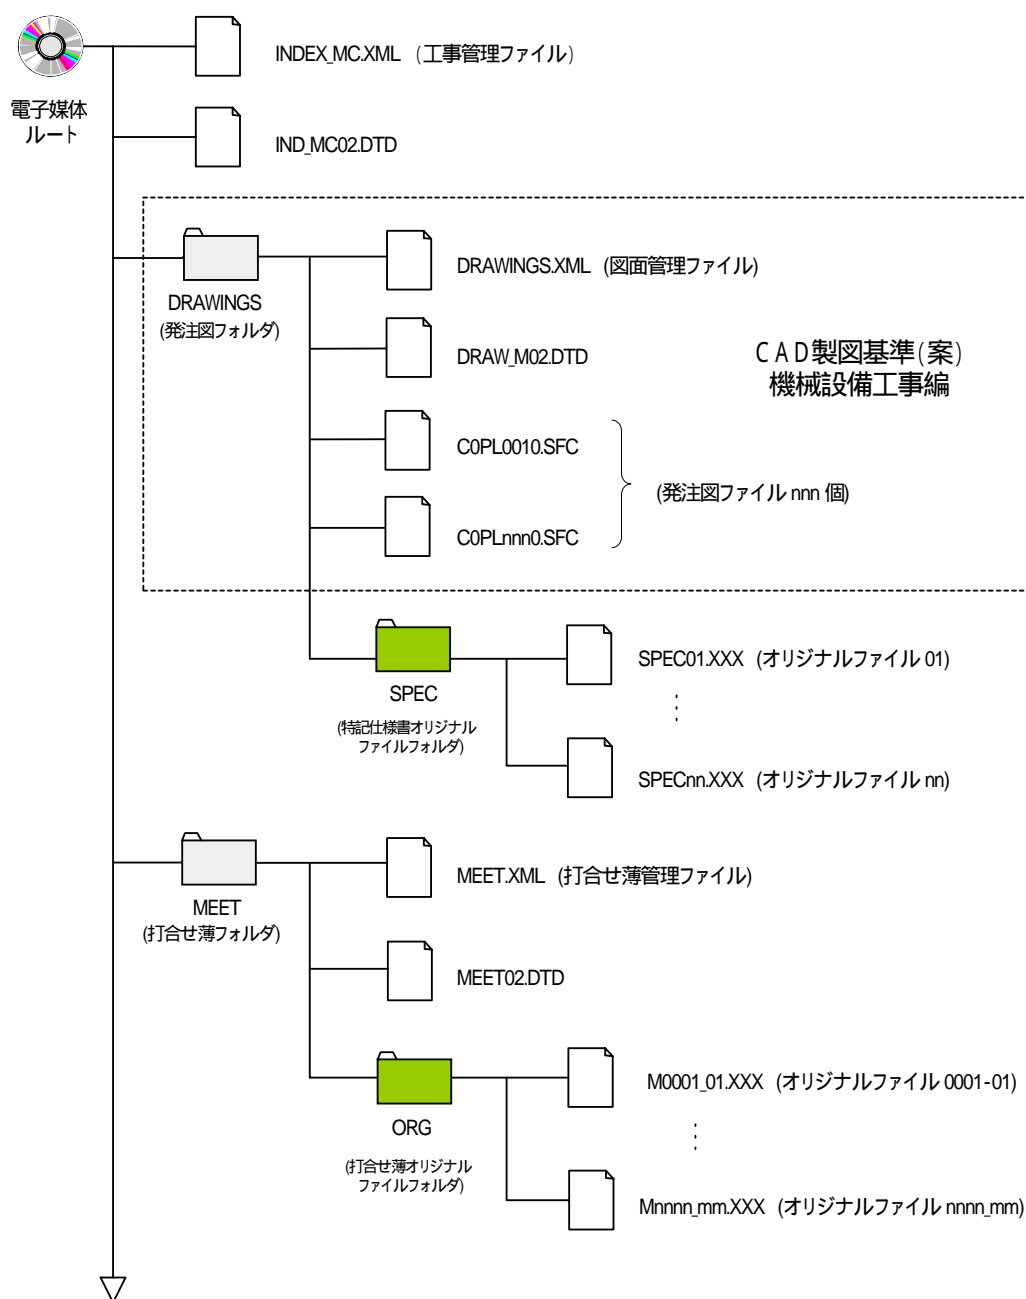 電子媒体
ルート
INDEX_MC.XML (工事管理ファイル)
IND_MC02.DTD
DRAWINGS
(発注図フォルダ)
DRAWINGS.XML (図面管理ファイル)
DRAW_M02.DTD
CAD製図基準(案)
機械設備工事編
C0PL0010.SFC
C0PLnnn0.SFC
(発注図ファイル nnn 個)
SPEC
(特記仕様書オリジナル
ファイルフォルダ)
SPEC01.XXX (オリジナルファイル 01)
SPECnn.XXX (オリジナルファイル nn)
MEET
(打合せ薄フォルダ)
MEET.XML (打合せ薄管理ファイル)
MEET02.DTD
ORG
(打合せ薄オリジナル
ファイルフォルダ)
M0001_01.XXX (オリジナルファイル 0001-01)
Mnnnn_mm.XXX (オリジナルファイル nnnn_mm)